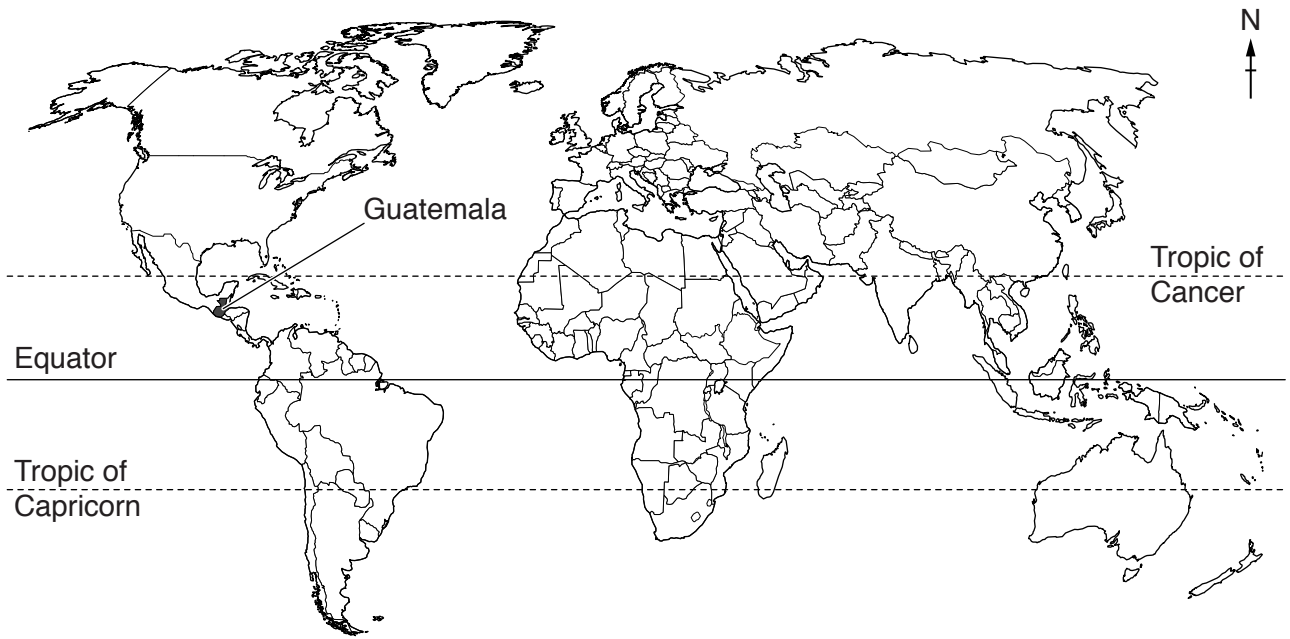 N
Guatemala
Tropic of
Cancer
Equator
Tropic of
Capricorn